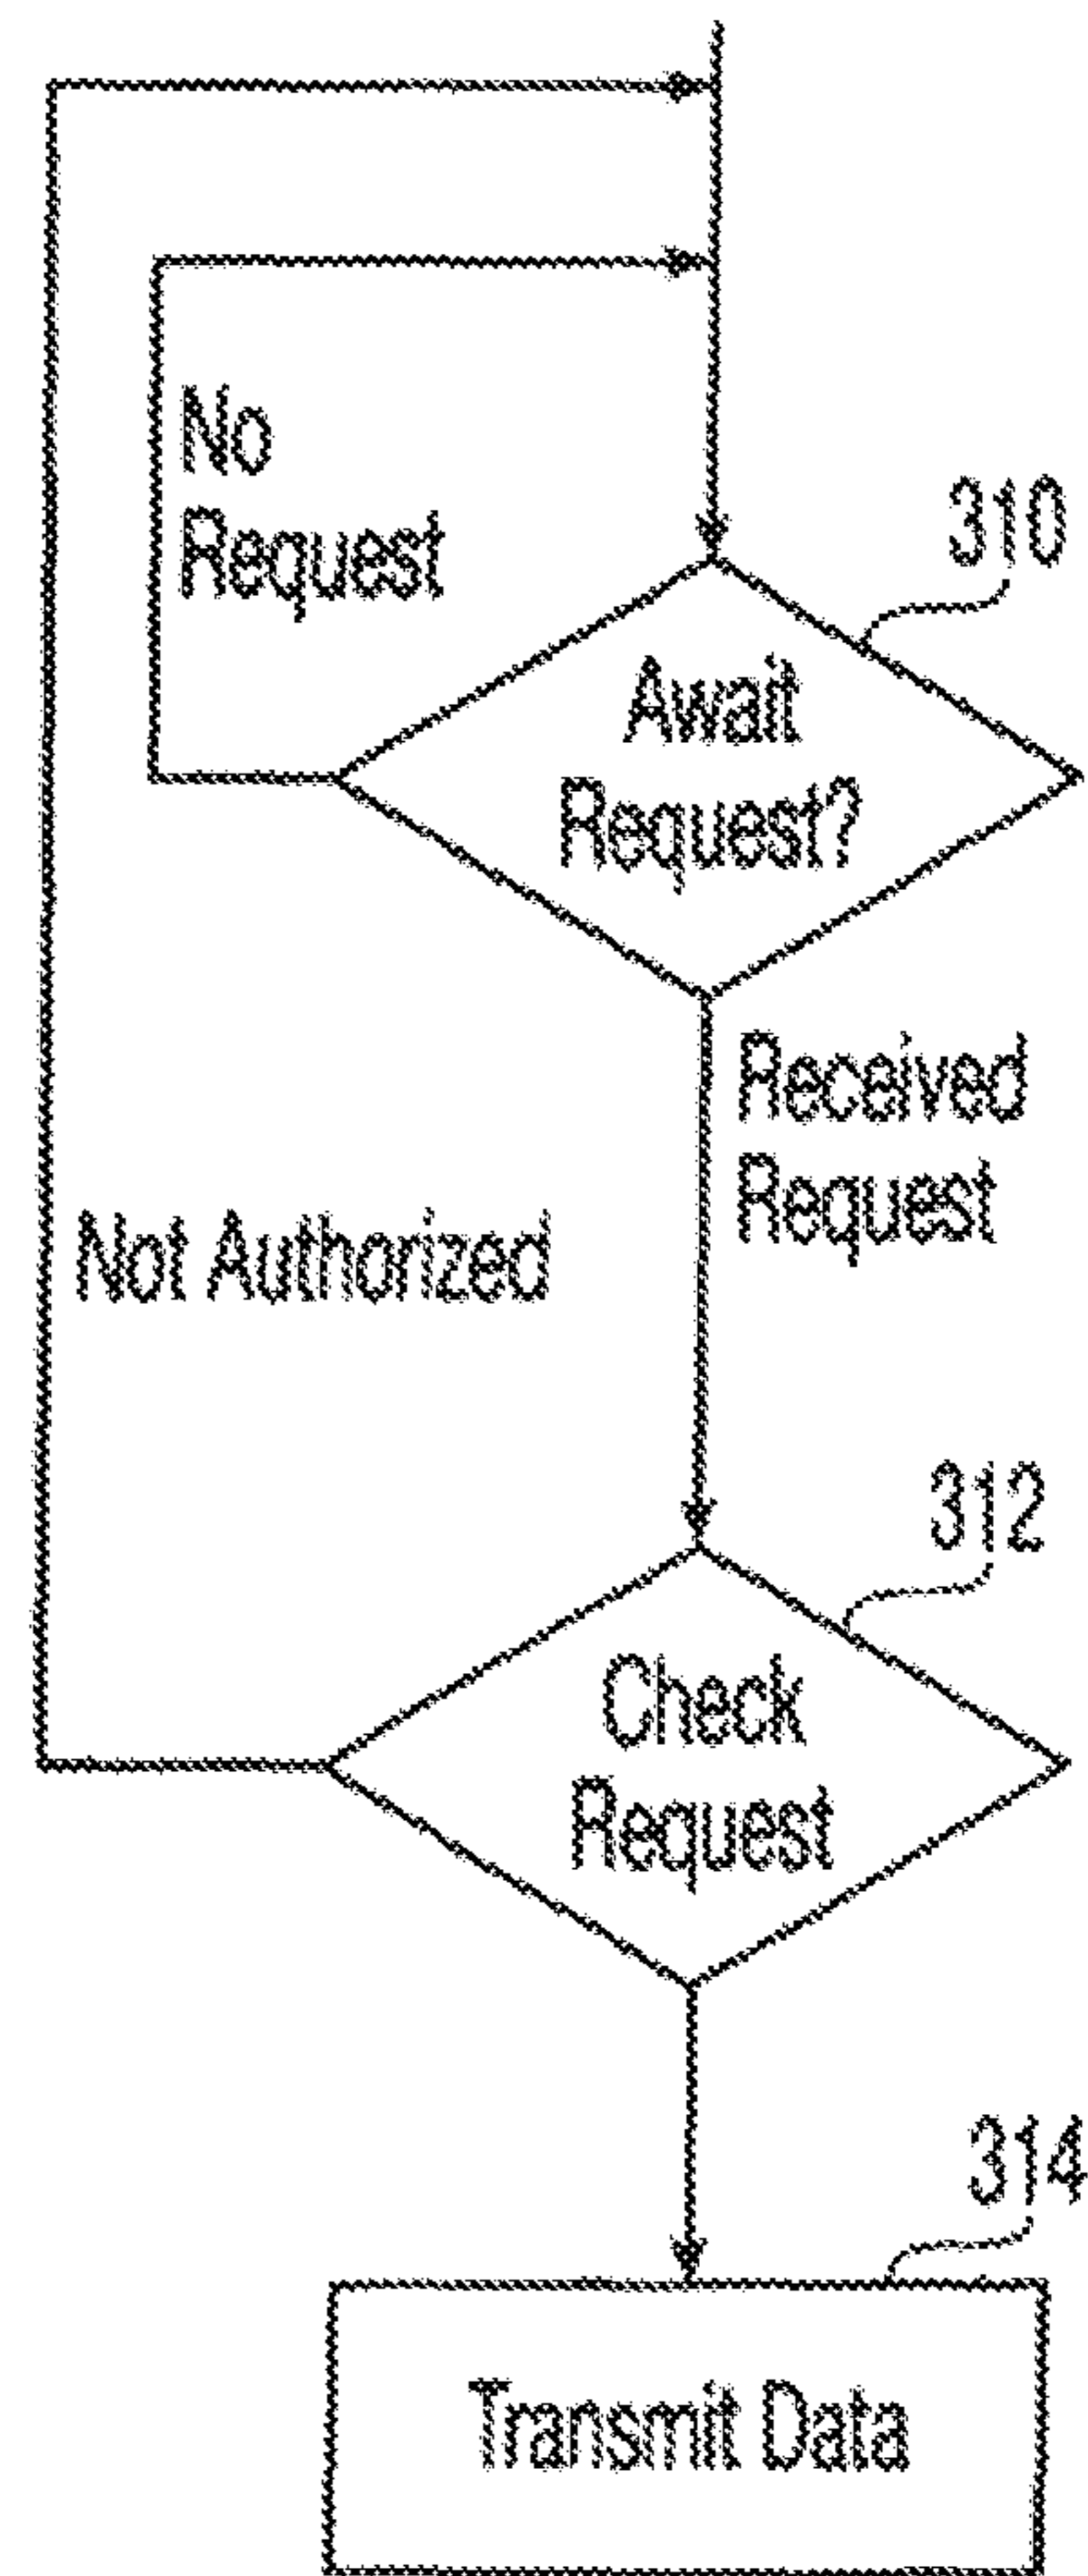 No
Request
310
Await
Request?
Received
Request
Not Authorized
312
Check
Request
314
Transmit Data